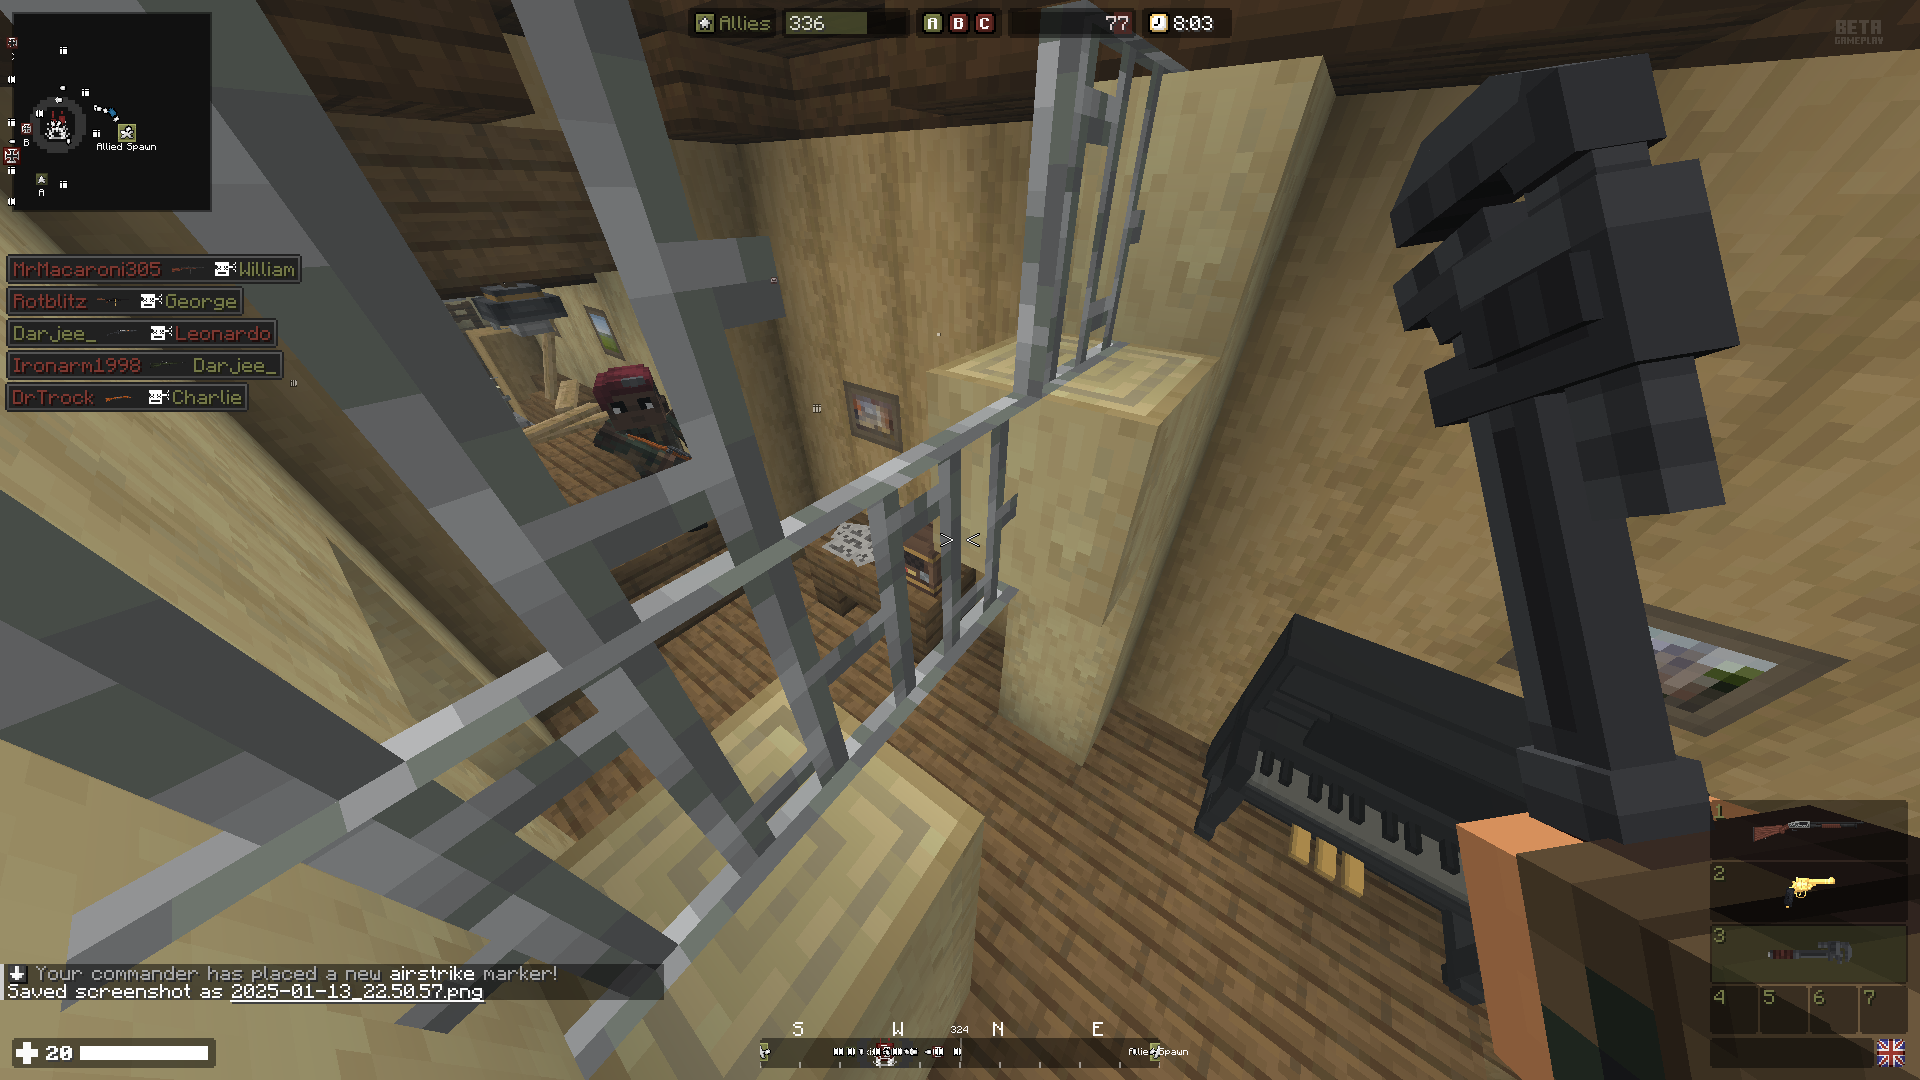 Allies 336 A B C 77 8:03
BETA
GAMEPLAY
B
Allied Spawn
A
MrMacaroni305 William
Rotblitz George
Darjee_ Leonardo
Ironarm1998 Darjee_
DrTrock Charlie
1
2
3
4 5 6 7
Your commander has placed a new airstrike marker!
Saved screenshot as 2025-01-13_22.50.57.png
S W 324 N E
20